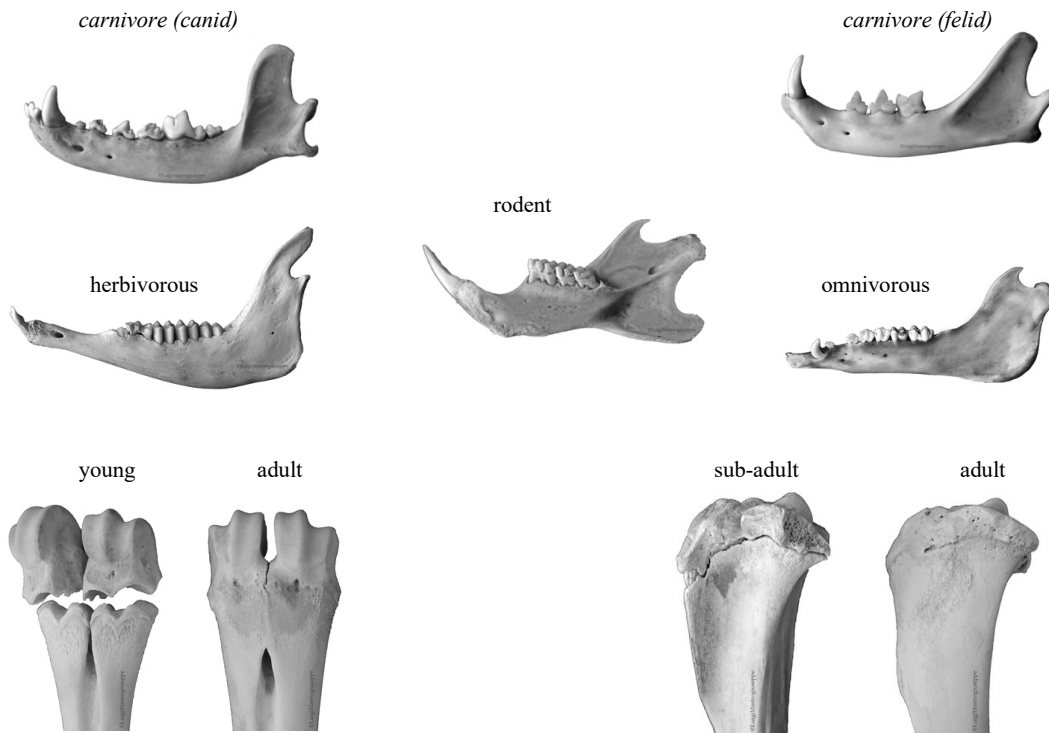 carnivore (canid)
carnivore (felid)
rodent
herbivorous
omnivorous
young
adult
sub-adult
adult